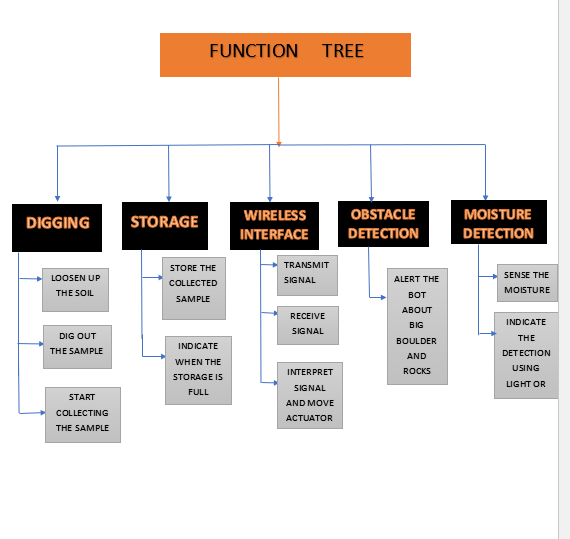 FUNCTION TREE
DIGGING
STORAGE
WIRELESS
INTERFACE
OBSTACLE
DETECTION
MOISTURE
DETECTION
LOOSEN UP
THE SOIL
DIG OUT
THE SAMPLE
START
COLLECTING
THE SAMPLE
STORE THE
COLLECTED
SAMPLE
INDICATE
WHEN THE
STORAGE IS
FULL
TRANSMIT
SIGNAL
RECEIVE
SIGNAL
INTERPRET
SIGNAL
AND MOVE
ACTUATOR
ALERT THE
BOT
ABOUT
BIG
BOULDER
AND
ROCKS
SENSE THE
MOISTURE
INDICATE
THE
DETECTION
USING
LIGHT OR